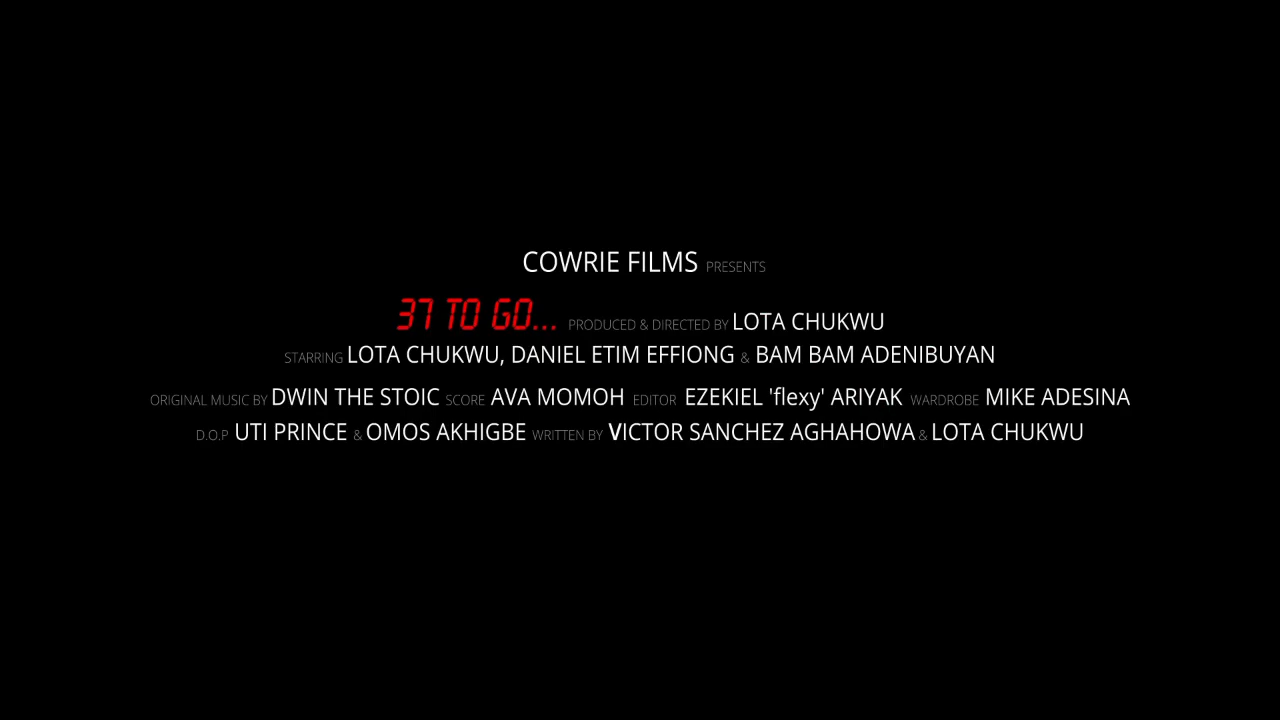 COWRIE FILMS PRESENTS
37 TO GO... PRODUCED & DIRECTED BY LOTA CHUKWU
STARRING LOTA CHUKWU, DANIEL ETIM EFFIONG & BAM BAM ADENIBUYAN
ORIGINAL MUSIC BY DWIN THE STOIC SCORE AVA MOMOH EDITOR EZEKIEL 'flexy' ARIYAK WARDROBE MIKE ADESINA
D.O.P UTI PRINCE & OMOS AKHIGBE WRITTEN BY VICTOR SANCHEZ AGHAHOWA & LOTA CHUKWU